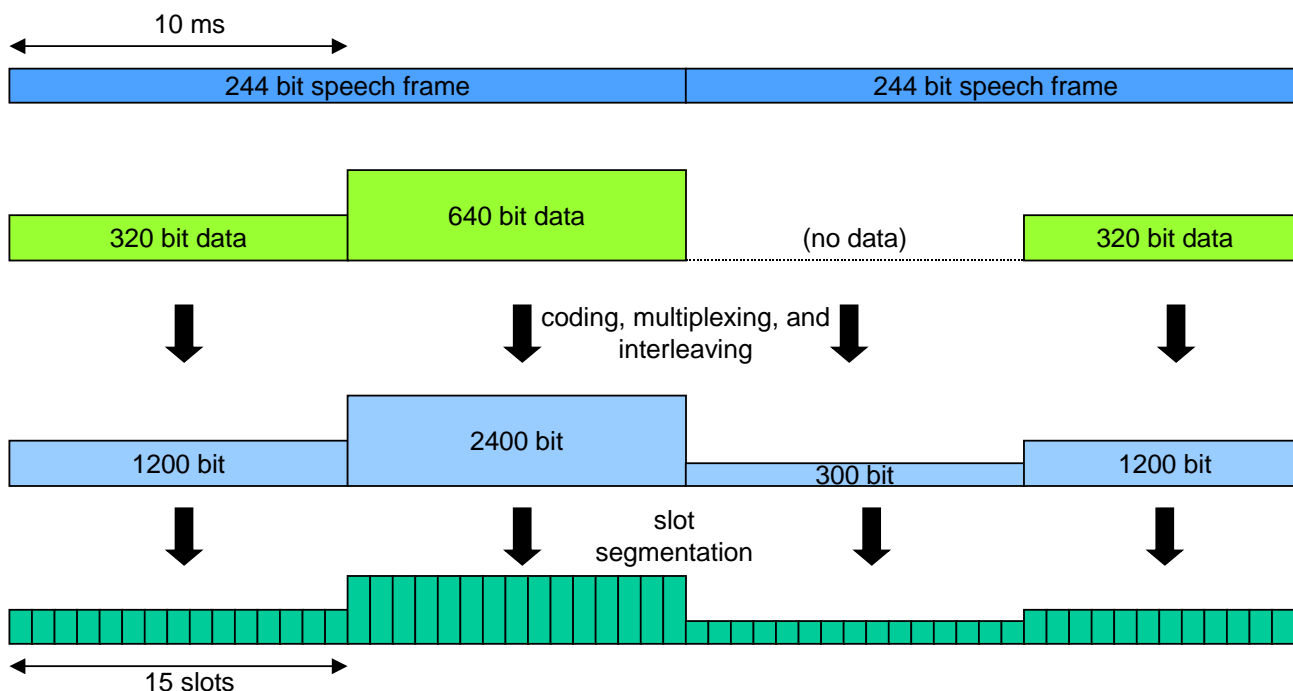 10 ms
244 bit speech frame
244 bit speech frame
320 bit data
640 bit data
(no data)
320 bit data
coding, multiplexing, and
interleaving
1200 bit
2400 bit
300 bit
1200 bit
slot
segmentation
15 slots